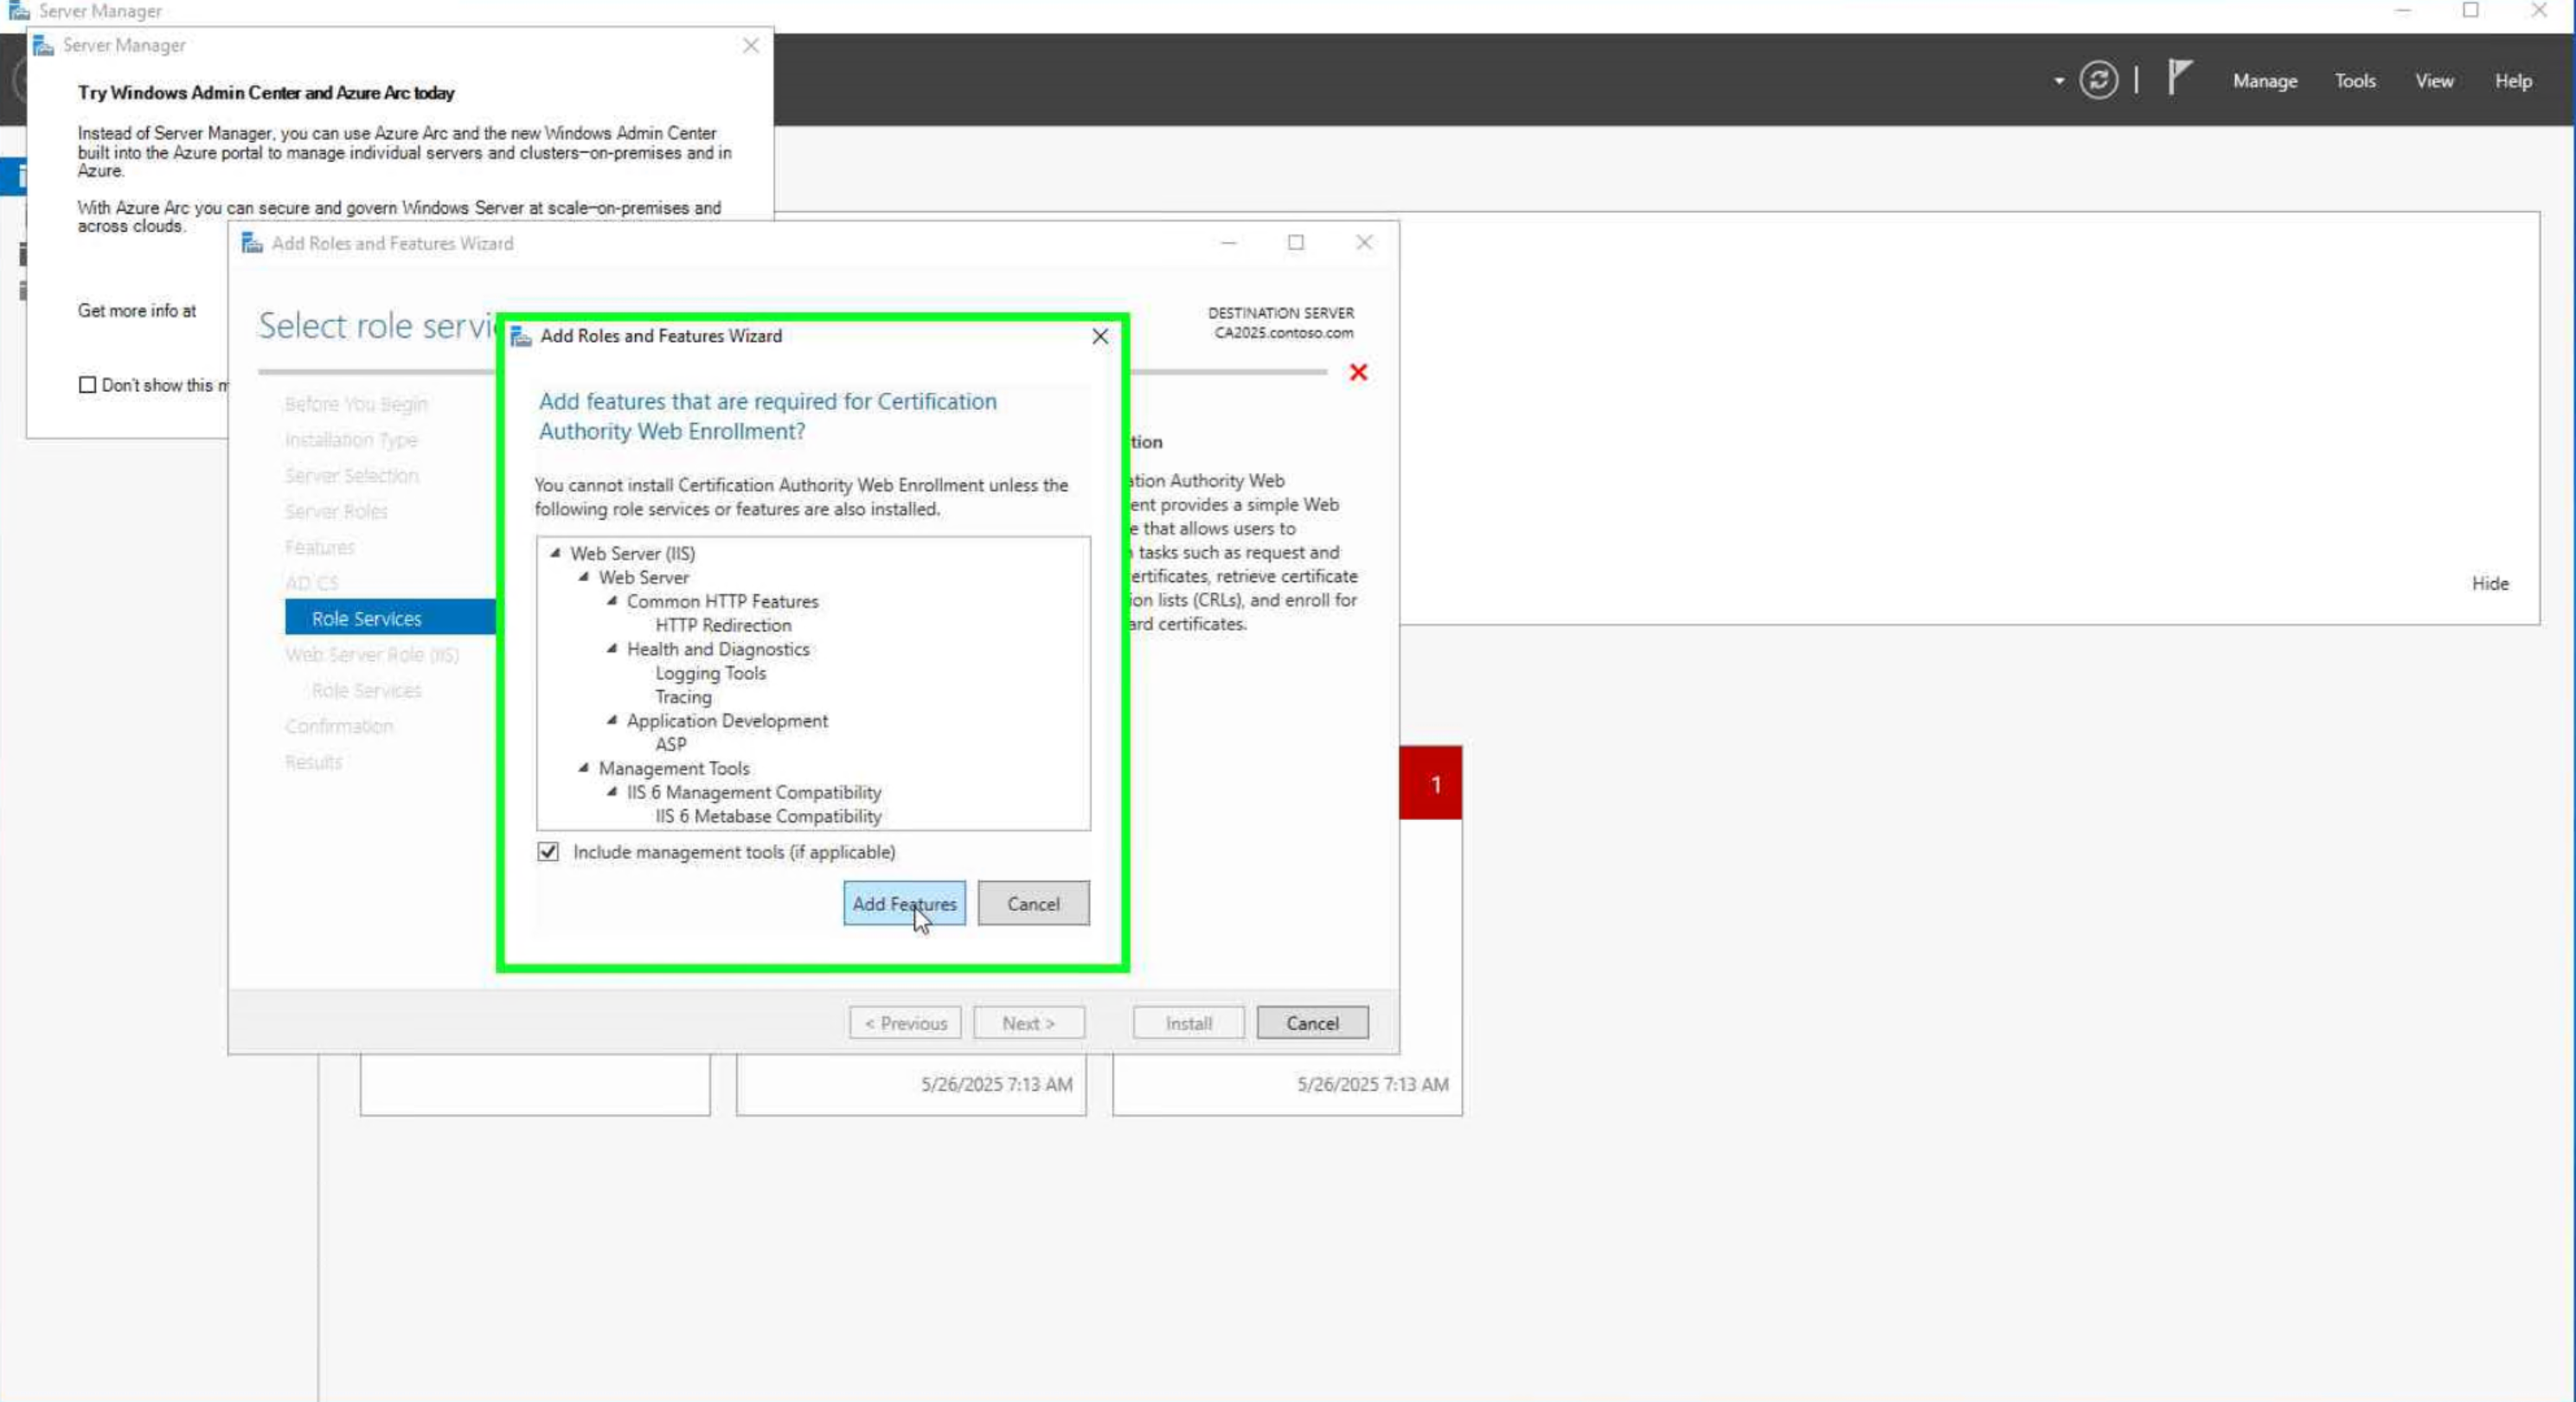 Server Manager
Server Manager
Manage Tools View Help
Try Windows Admin Center and Azure Arc today
Instead of Server Manager, you can use Azure Arc and the new Windows Admin Center
built into the Azure portal to manage individual servers and clusters-on-premises and in
Azure.
With Azure Arc you can secure and govern Windows Server at scale-on-premises and
across clouds.
Get more info at
Don't show this
Add Roles and Features Wizard
Select role servi
DESTINATION SERVER
CA2025.contoso.com
Before You Begin
Installation Type
Server Selection
Server Roles
Features
AD CS
Role Services
Web Server Role (IIS)
Role Services
Confirmation
Results
Add Roles and Features Wizard
Add features that are required for Certification
Authority Web Enrollment?
You cannot install Certification Authority Web Enrollment unless the
following role services or features are also installed.
Web Server (IIS)
Web Server
Common HTTP Features
HTTP Redirection
Health and Diagnostics
Logging Tools
Tracing
Application Development
ASP
Management Tools
IIS 6 Management Compatibility
IIS 6 Metabase Compatibility
Include management tools (if applicable)
Add Features Cancel
tion
ation Authority Web
ent provides a simple Web
e that allows users to
tasks such as request and
ertificates, retrieve certificate
ion lists (CRLs), and enroll for
ard certificates.
< Previous Next > Install Cancel
Hide
1
5/26/2025 7:13 AM
5/26/2025 7:13 AM